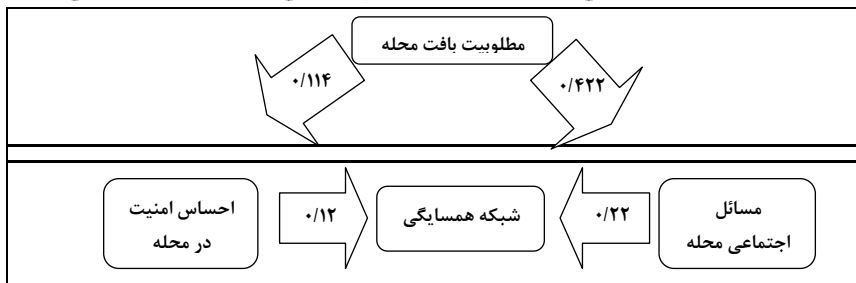 مطلوبیت بافت محله
۰/۱۱۴
۰/۴۲۲
مسائل
اجتماعی محله
۰/۲۲
شبکه همسایگی
۰/۱۲
احساس امنیت
در محله